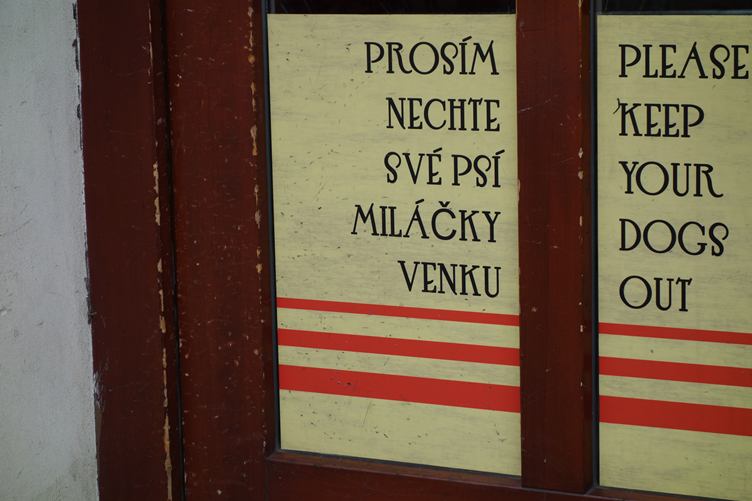 PROSÍM
NECHTE
SVÉ PSÍ
MILÁČKY
VENKU
PLEASE
KEEP
YOUR
DOGS
OUT